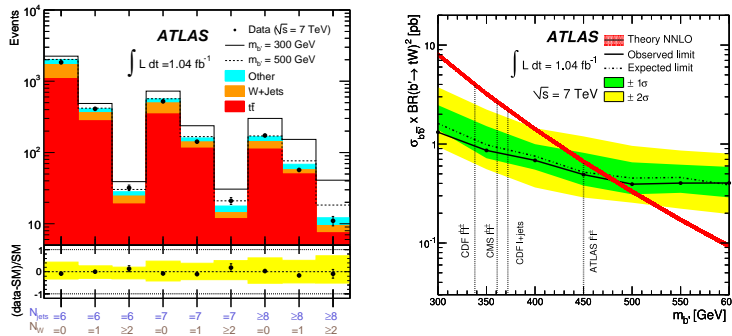 Events
10⁴
10³
10²
10
ATLAS
∫ L dt =1.04 fb⁻¹
Data (√s = 7 TeV)
m_b' = 300 GeV
m_b' = 500 GeV
Other
W+Jets
tt̄
(data-SM)/SM
1
0
-1
N_jets =6 =6 =6 =7 =7 =7 ≥8 ≥8 ≥8
N_W =0 =1 ≥2 =0 =1 ≥2 =0 =1 ≥2
σ_bb̄ x BR(b'→ tW)² [pb]
10
1
10⁻¹
ATLAS
∫ L dt = 1.04 fb⁻¹
√s = 7 TeV
Theory NNLO
Observed limit
Expected limit
± 1σ
± 2σ
CDF l±l±
CMS l±l±
CDF l+jets
ATLAS l±l±
300 350 400 450 500 550 600
m_b' [GeV]